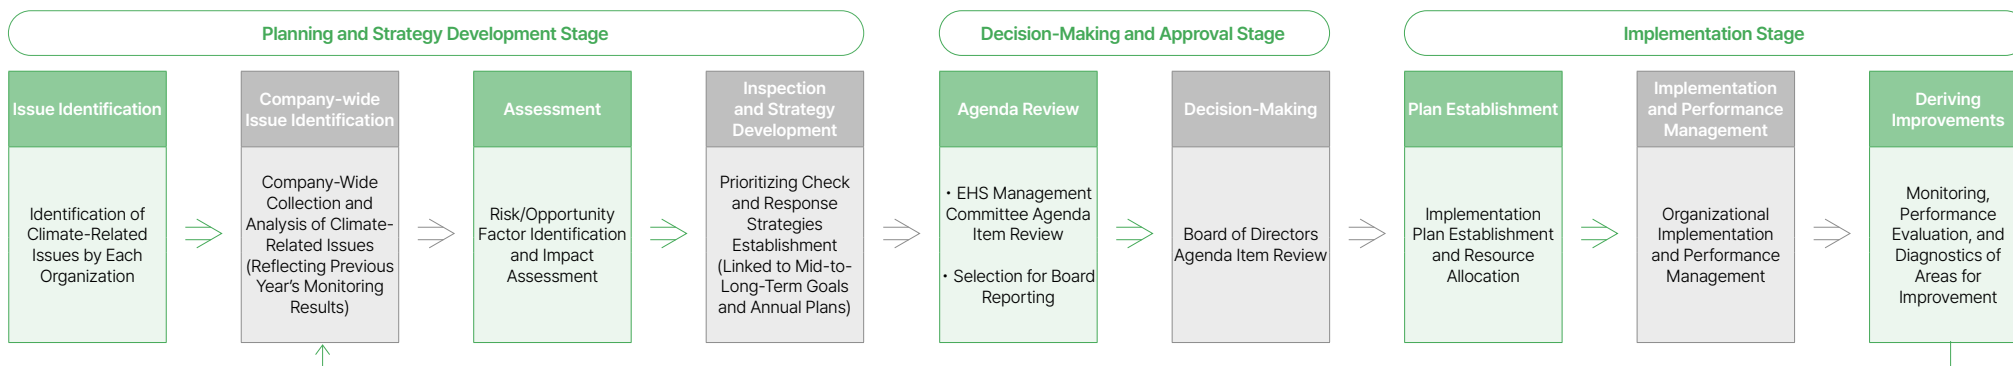 Planning and Strategy Development Stage
Decision-Making and Approval Stage
Implementation Stage
Issue Identification
Identification of
Climate-Related
Issues by Each
Organization
Company-wide
Issue Identification
Company-Wide
Collection and
Analysis of Climate-
Related Issues
(Reflecting Previous
Year's Monitoring
Results)
Assessment
Risk/Opportunity
Factor Identification
and Impact
Assessment
Inspection
and Strategy
Development
Prioritizing Check
and Response
Strategies
Establishment
(Linked to Mid-to-
Long-Term Goals
and Annual Plans)
Agenda Review
• EHS Management
Committee Agenda
Item Review
• Selection for Board
Reporting
Decision-Making
Board of Directors
Agenda Item Review
Plan Establishment
Implementation
Plan Establishment
and Resource
Allocation
Implementation
and Performance
Management
Organizational
Implementation
and Performance
Management
Deriving
Improvements
Monitoring,
Performance
Evaluation, and
Diagnostics of
Areas for
Improvement